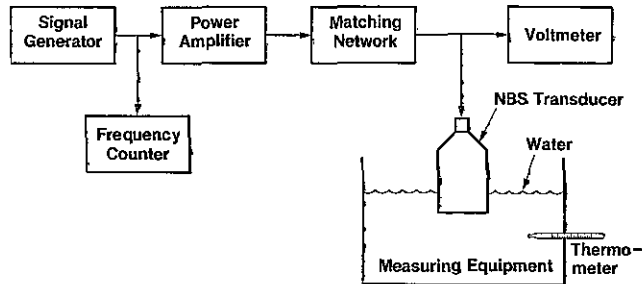 Signal
Generator
Power
Amplifier
Matching
Network
Voltmeter
Frequency
Counter
NBS Transducer
Water
Thermo-
meter
Measuring Equipment